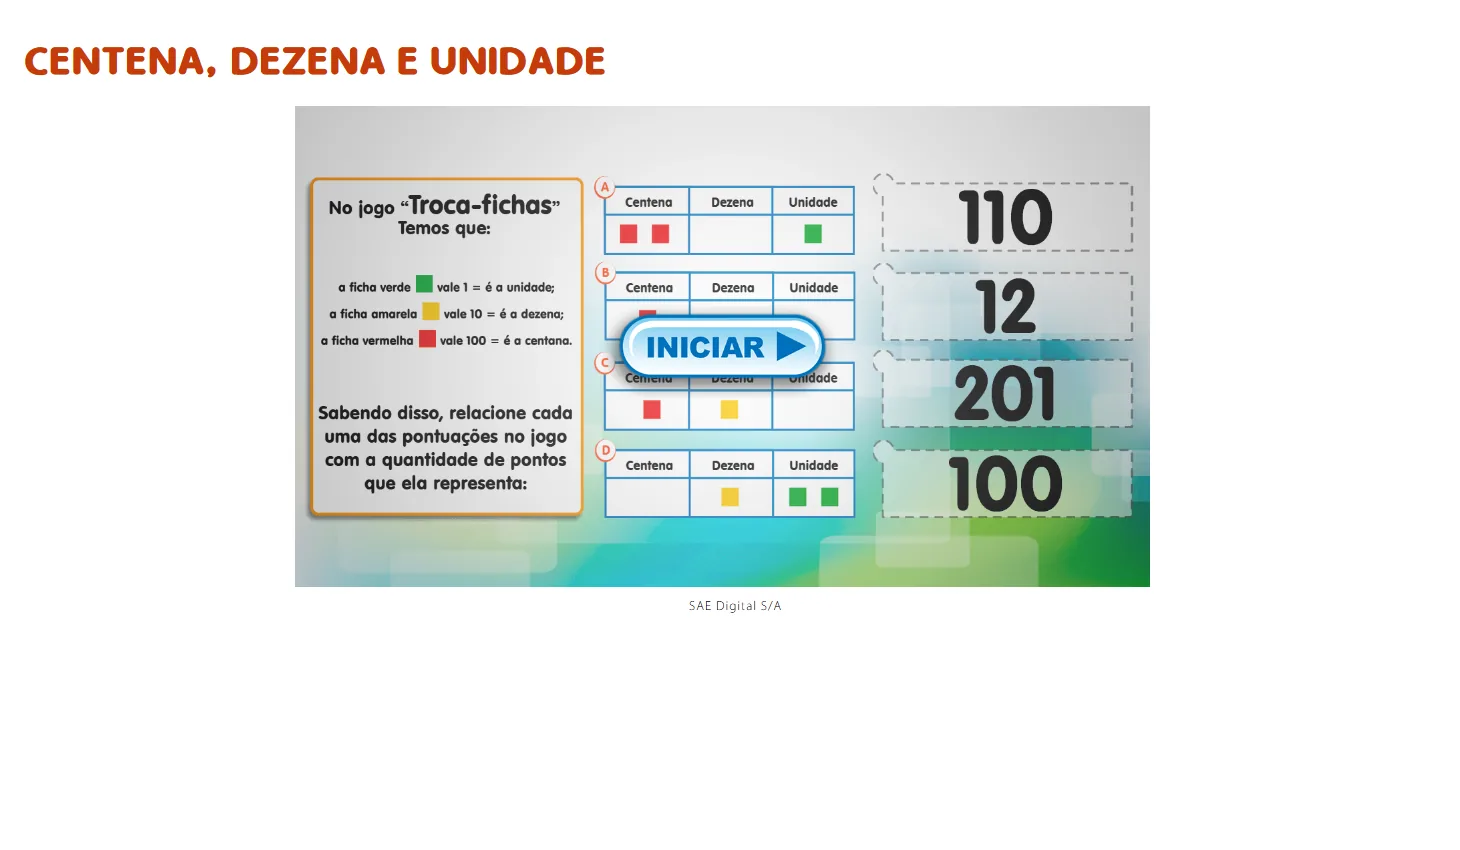 CENTENA, DEZENA E UNIDADE
No jogo “Troca-fichas”
Temos que:
a ficha verde vale 1 = é a unidade;
a ficha amarela vale 10 = é a dezena;
a ficha vermelha vale 100 = é a centana.
Sabendo disso, relacione cada
uma das pontuações no jogo
com a quantidade de pontos
que ela representa:
A
Centena Dezena Unidade
B
Centena Dezena Unidade
INICIAR
C
Centena Dezena Unidade
D
Centena Dezena Unidade
110
12
201
100
SAE Digital S/A